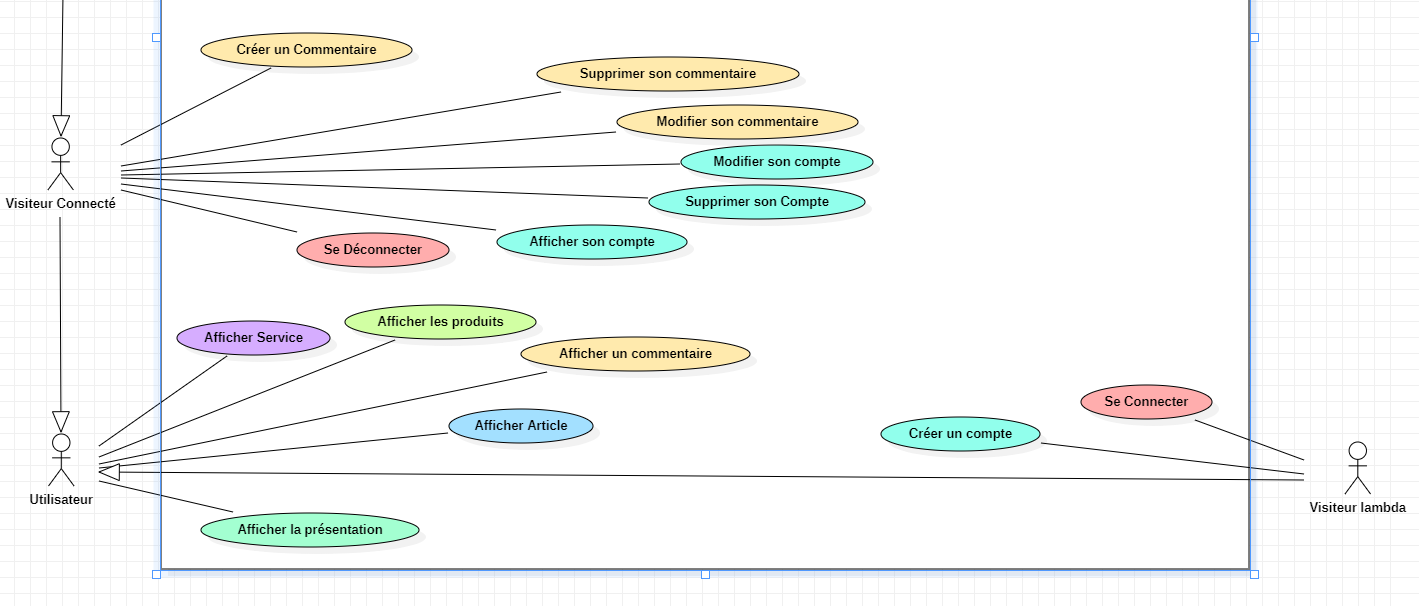 Créer un Commentaire
Supprimer son commentaire
Modifier son commentaire
Modifier son compte
Visiteur Connecté
Supprimer son Compte
Afficher son compte
Se Déconnecter
Afficher les produits
Afficher Service
Afficher un commentaire
Se Connecter
Afficher Article
Créer un compte
Utilisateur
Visiteur lambda
Afficher la présentation